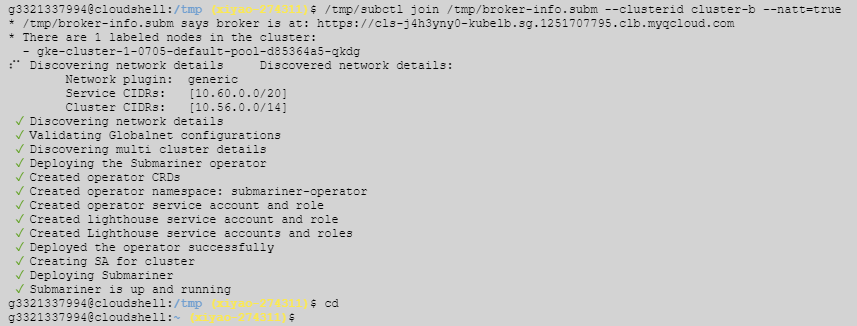 g3321337994@cloudshell:/tmp (ziyao-274311)$ /tmp/subctl join /tmp/broker-info.subm --clusterid cluster-b --natt=true
* /tmp/broker-info.subm says broker is at: https://cls-j4h3yny0-kubelb.sg.1251707795.clb.myqcloud.com
* There are 1 labeled nodes in the cluster:
  - gke-cluster-1-0705-default-pool-d85364a5-qkdg
⠋ Discovering network details     Discovered network details:
        Network plugin:  generic
        Service CIDRs:   [10.60.0.0/20]
        Cluster CIDRs:   [10.56.0.0/14]
 ✓ Discovering network details
 ✓ Validating Globalnet configurations
 ✓ Discovering multi cluster details
 ✓ Deploying the Submariner operator
 ✓ Created operator CRDs
 ✓ Created operator namespace: submariner-operator
 ✓ Created operator service account and role
 ✓ Created lighthouse service account and role
 ✓ Created Lighthouse service accounts and roles
 ✓ Deployed the operator successfully
 ✓ Creating SA for cluster
 ✓ Deploying Submariner
 ✓ Submariner is up and running
g3321337994@cloudshell:/tmp (ziyao-274311)$ cd
g3321337994@cloudshell:~ (ziyao-274311)$